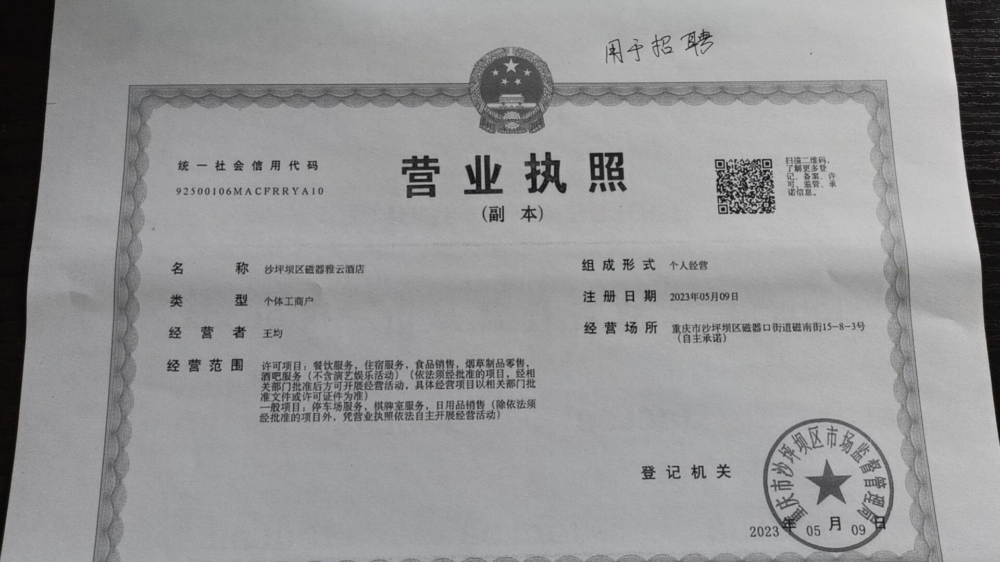 用于招聘
统一社会信用代码
92500106MACFRRYA10
营业执照
(副 本)
扫描二维码，
了解更多登
记、备案、许
可、监管、承
诺信息。
名称 沙坪坝区磁器雅云酒店
类型 个体工商户
经营者 王均
经营范围 许可项目：餐饮服务，住宿服务，食品销售，烟草制品零售，
酒吧服务（不含演艺娱乐活动）（依法须经批准的项目，经相
关部门批准后方可开展经营活动，具体经营项目以相关部门批
准文件或许可证件为准）
一般项目：停车场服务，棋牌室服务，日用品销售（除依法须
经批准的项目外，凭营业执照依法自主开展经营活动）
组成形式 个人经营
注册日期 2023年05月09日
经营场所 重庆市沙坪坝区磁器口街道磁南街15-8-3号
（自主承诺）
登记机关
重庆市沙坪坝区市场监督管理局
2023年05月09日